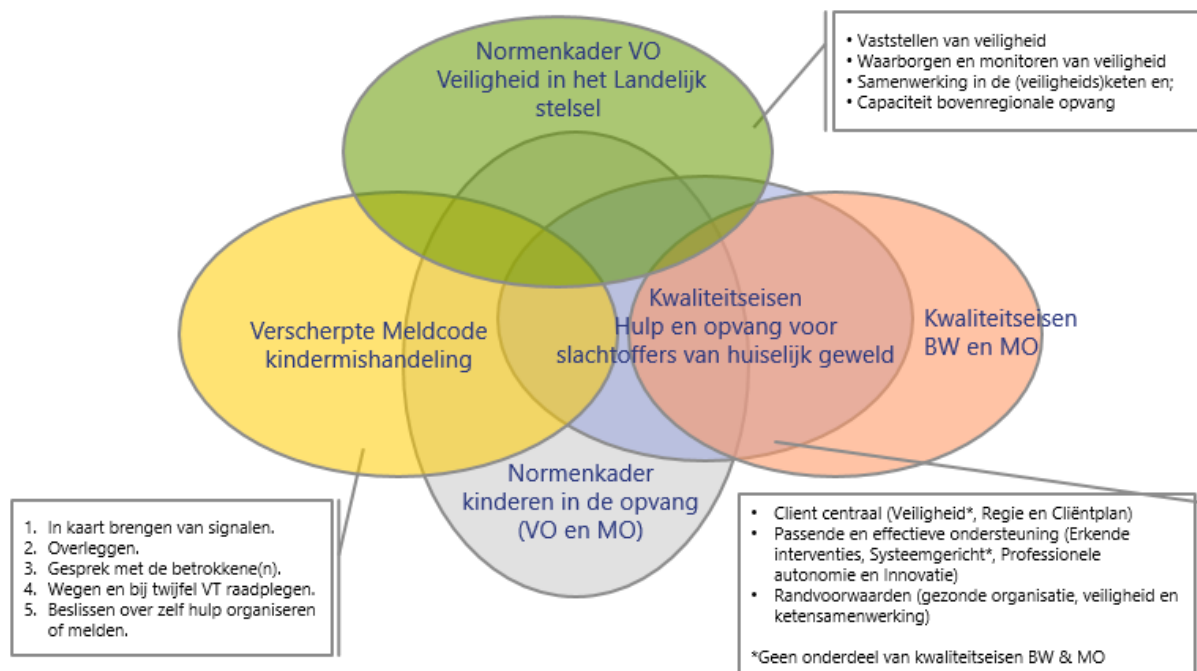 Normenkader VO
Veiligheid in het Landelijk
stelsel
• Vaststellen van veiligheid
• Waarborgen en monitoren van veiligheid
• Samenwerking in de (veiligheids)keten en;
• Capaciteit bovenregionale opvang
Verscherpte Meldcode
kindermishandeling
Kwaliteitseisen
Hulp en opvang voor
slachtoffers van huiselijk geweld
Kwaliteitseisen
BW en MO
Normenkader
kinderen in de opvang
(VO en MO)
1. In kaart brengen van signalen.
2. Overleggen.
3. Gesprek met de betrokkene(n).
4. Wegen en bij twijfel VT raadplegen.
5. Beslissen over zelf hulp organiseren
of melden.
• Client centraal (Veiligheid*, Regie en Cliëntplan)
• Passende en effectieve ondersteuning (Erkende
interventies, Systeemgericht*, Professionele
autonomie en Innovatie)
• Randvoorwaarden (gezonde organisatie, veiligheid en
ketensamenwerking)
*Geen onderdeel van kwaliteitseisen BW & MO